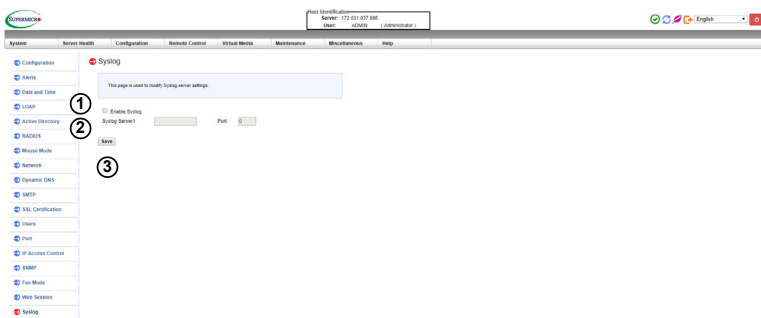 Host Identification
Server: 172.031.037.006
User: ADMIN ( Administrator )
SUPERMICRO
English
System Server Health Configuration Remote Control Virtual Media Maintenance Miscellaneous Help
Configuration
Alerts
Date and Time
LDAP
Active Directory
RADIUS
Mouse Mode
Network
Dynamic DNS
SMTP
SSL Certification
Users
Port
IP Access Control
SNMP
Fan Mode
Web Session
Syslog
Syslog
This page is used to modify Syslog server settings.
1 Enable Syslog
2 Syslog Server1 Port: 0
Save
3